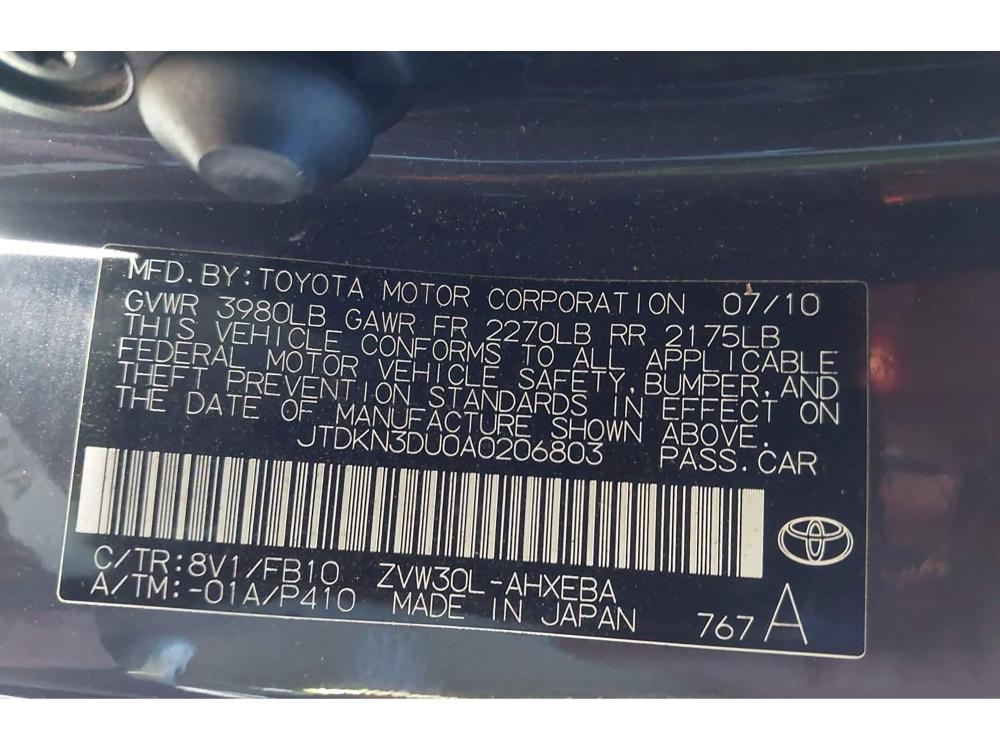 MFD. BY: TOYOTA MOTOR CORPORATION 07/10
GVWR 3980LB GAWR FR 2270LB RR 2175LB
THIS VEHICLE CONFORMS TO ALL APPLICABLE
FEDERAL MOTOR VEHICLE SAFETY, BUMPER, AND
THEFT PREVENTION STANDARDS IN EFFECT ON
THE DATE OF MANUFACTURE SHOWN ABOVE.
JTDKN3DU0A0206803 PASS. CAR
C/TR: 8V1/FB10 ZVW30L-AHXEBA
A/TM: -01A/P410 MADE IN JAPAN 767 A